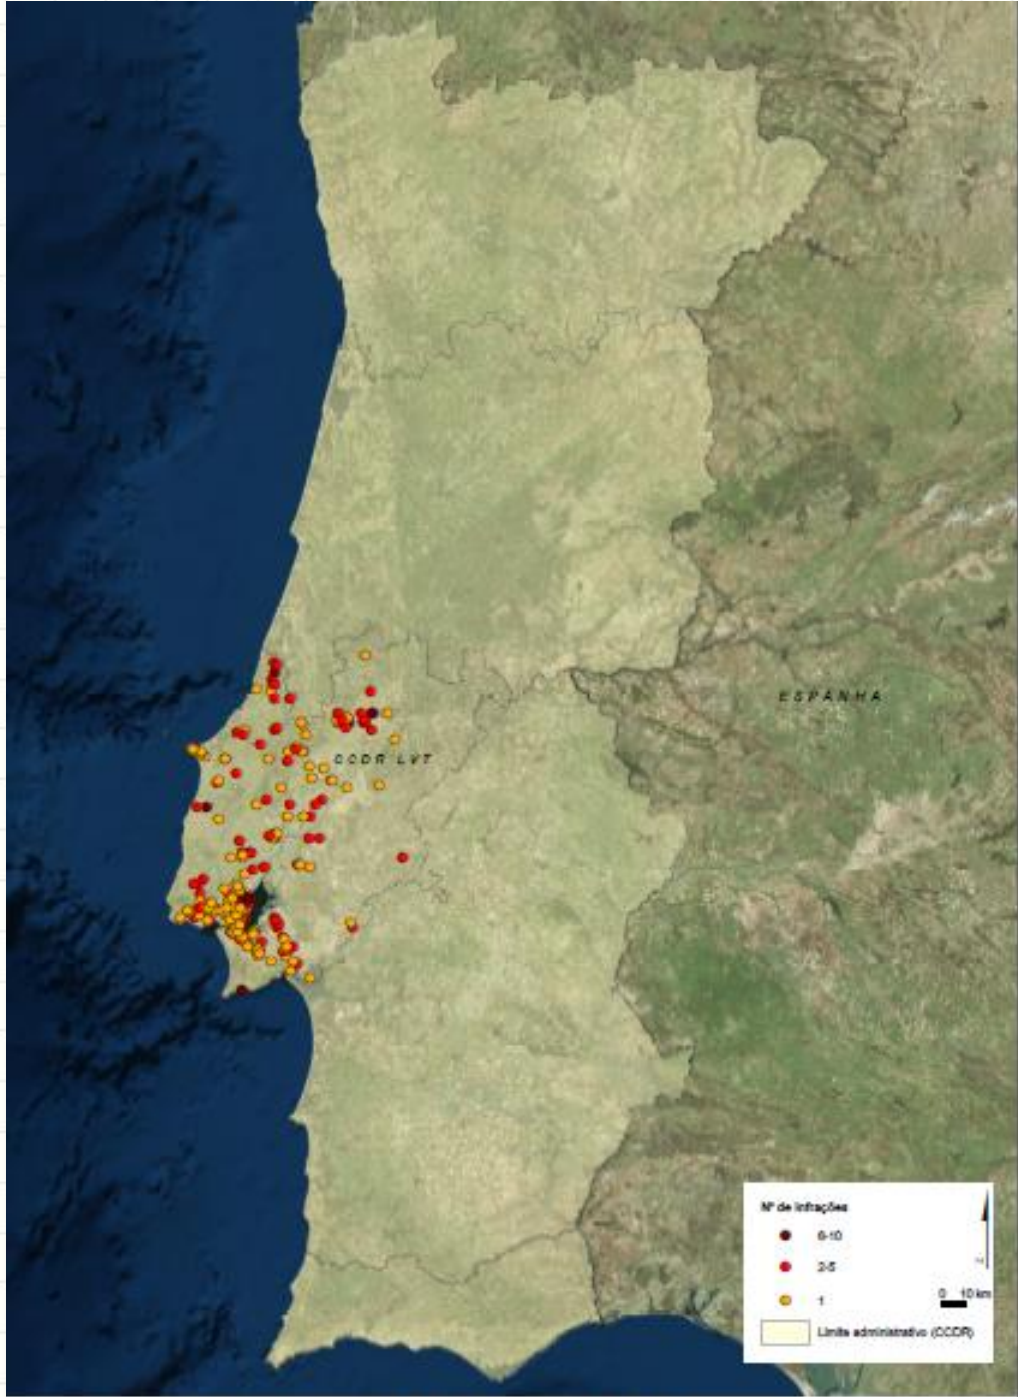 ESPANHA
CCDR LVT
Nº de Infrações
6-10
2-5
1
0 10 km
Limite administrativo (CCDR)